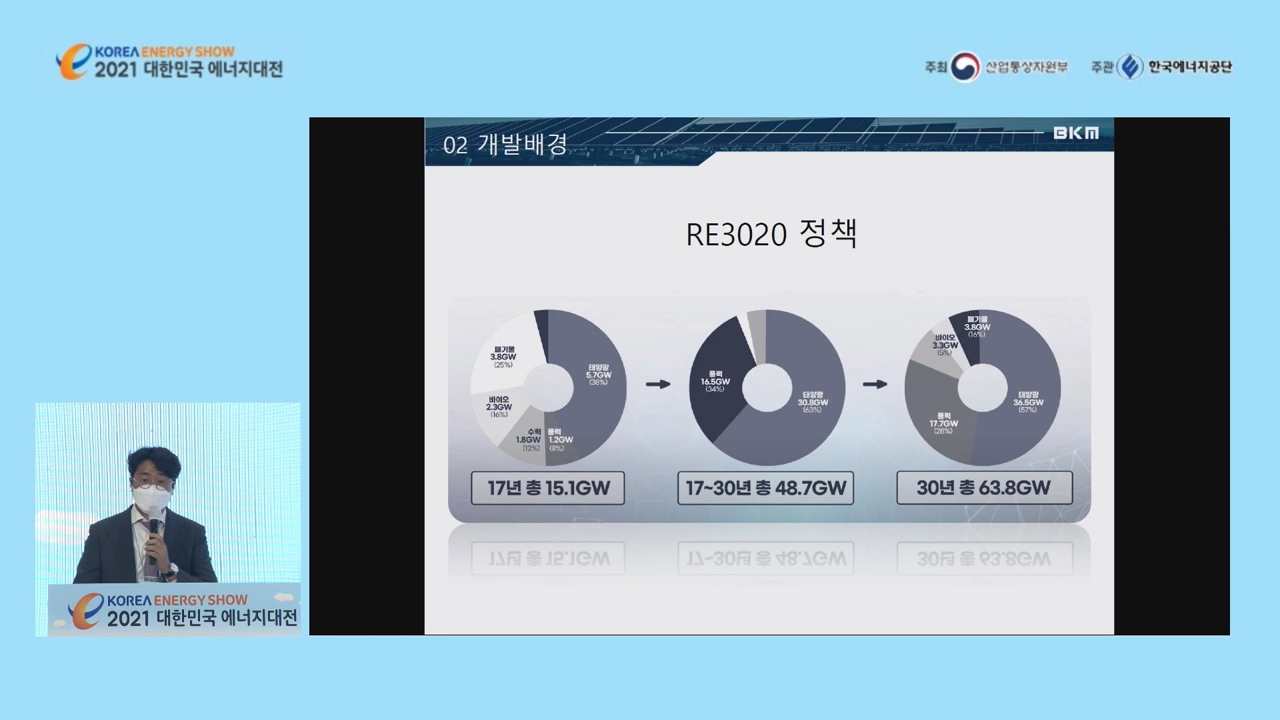 KOREA ENERGY SHOW
2021 대한민국 에너지대전
주최 산업통상자원부 주관 한국에너지공단
02 개발배경
BKM
RE3020 정책
폐기물
3.8GW
(25%)
태양광
5.7GW
(38%)
바이오
2.3GW
(16%)
수력
1.8GW
(12%)
풍력
1.2GW
(8%)
17년 총 15.1GW
풍력
16.5GW
(34%)
태양광
30.8GW
(63%)
17~30년 총 48.7GW
폐기물
3.8GW
(16%)
바이오
3.3GW
(5%)
태양광
36.5GW
(57%)
풍력
17.7GW
(28%)
30년 총 63.8GW
KOREA ENERGY SHOW
2021 대한민국 에너지대전